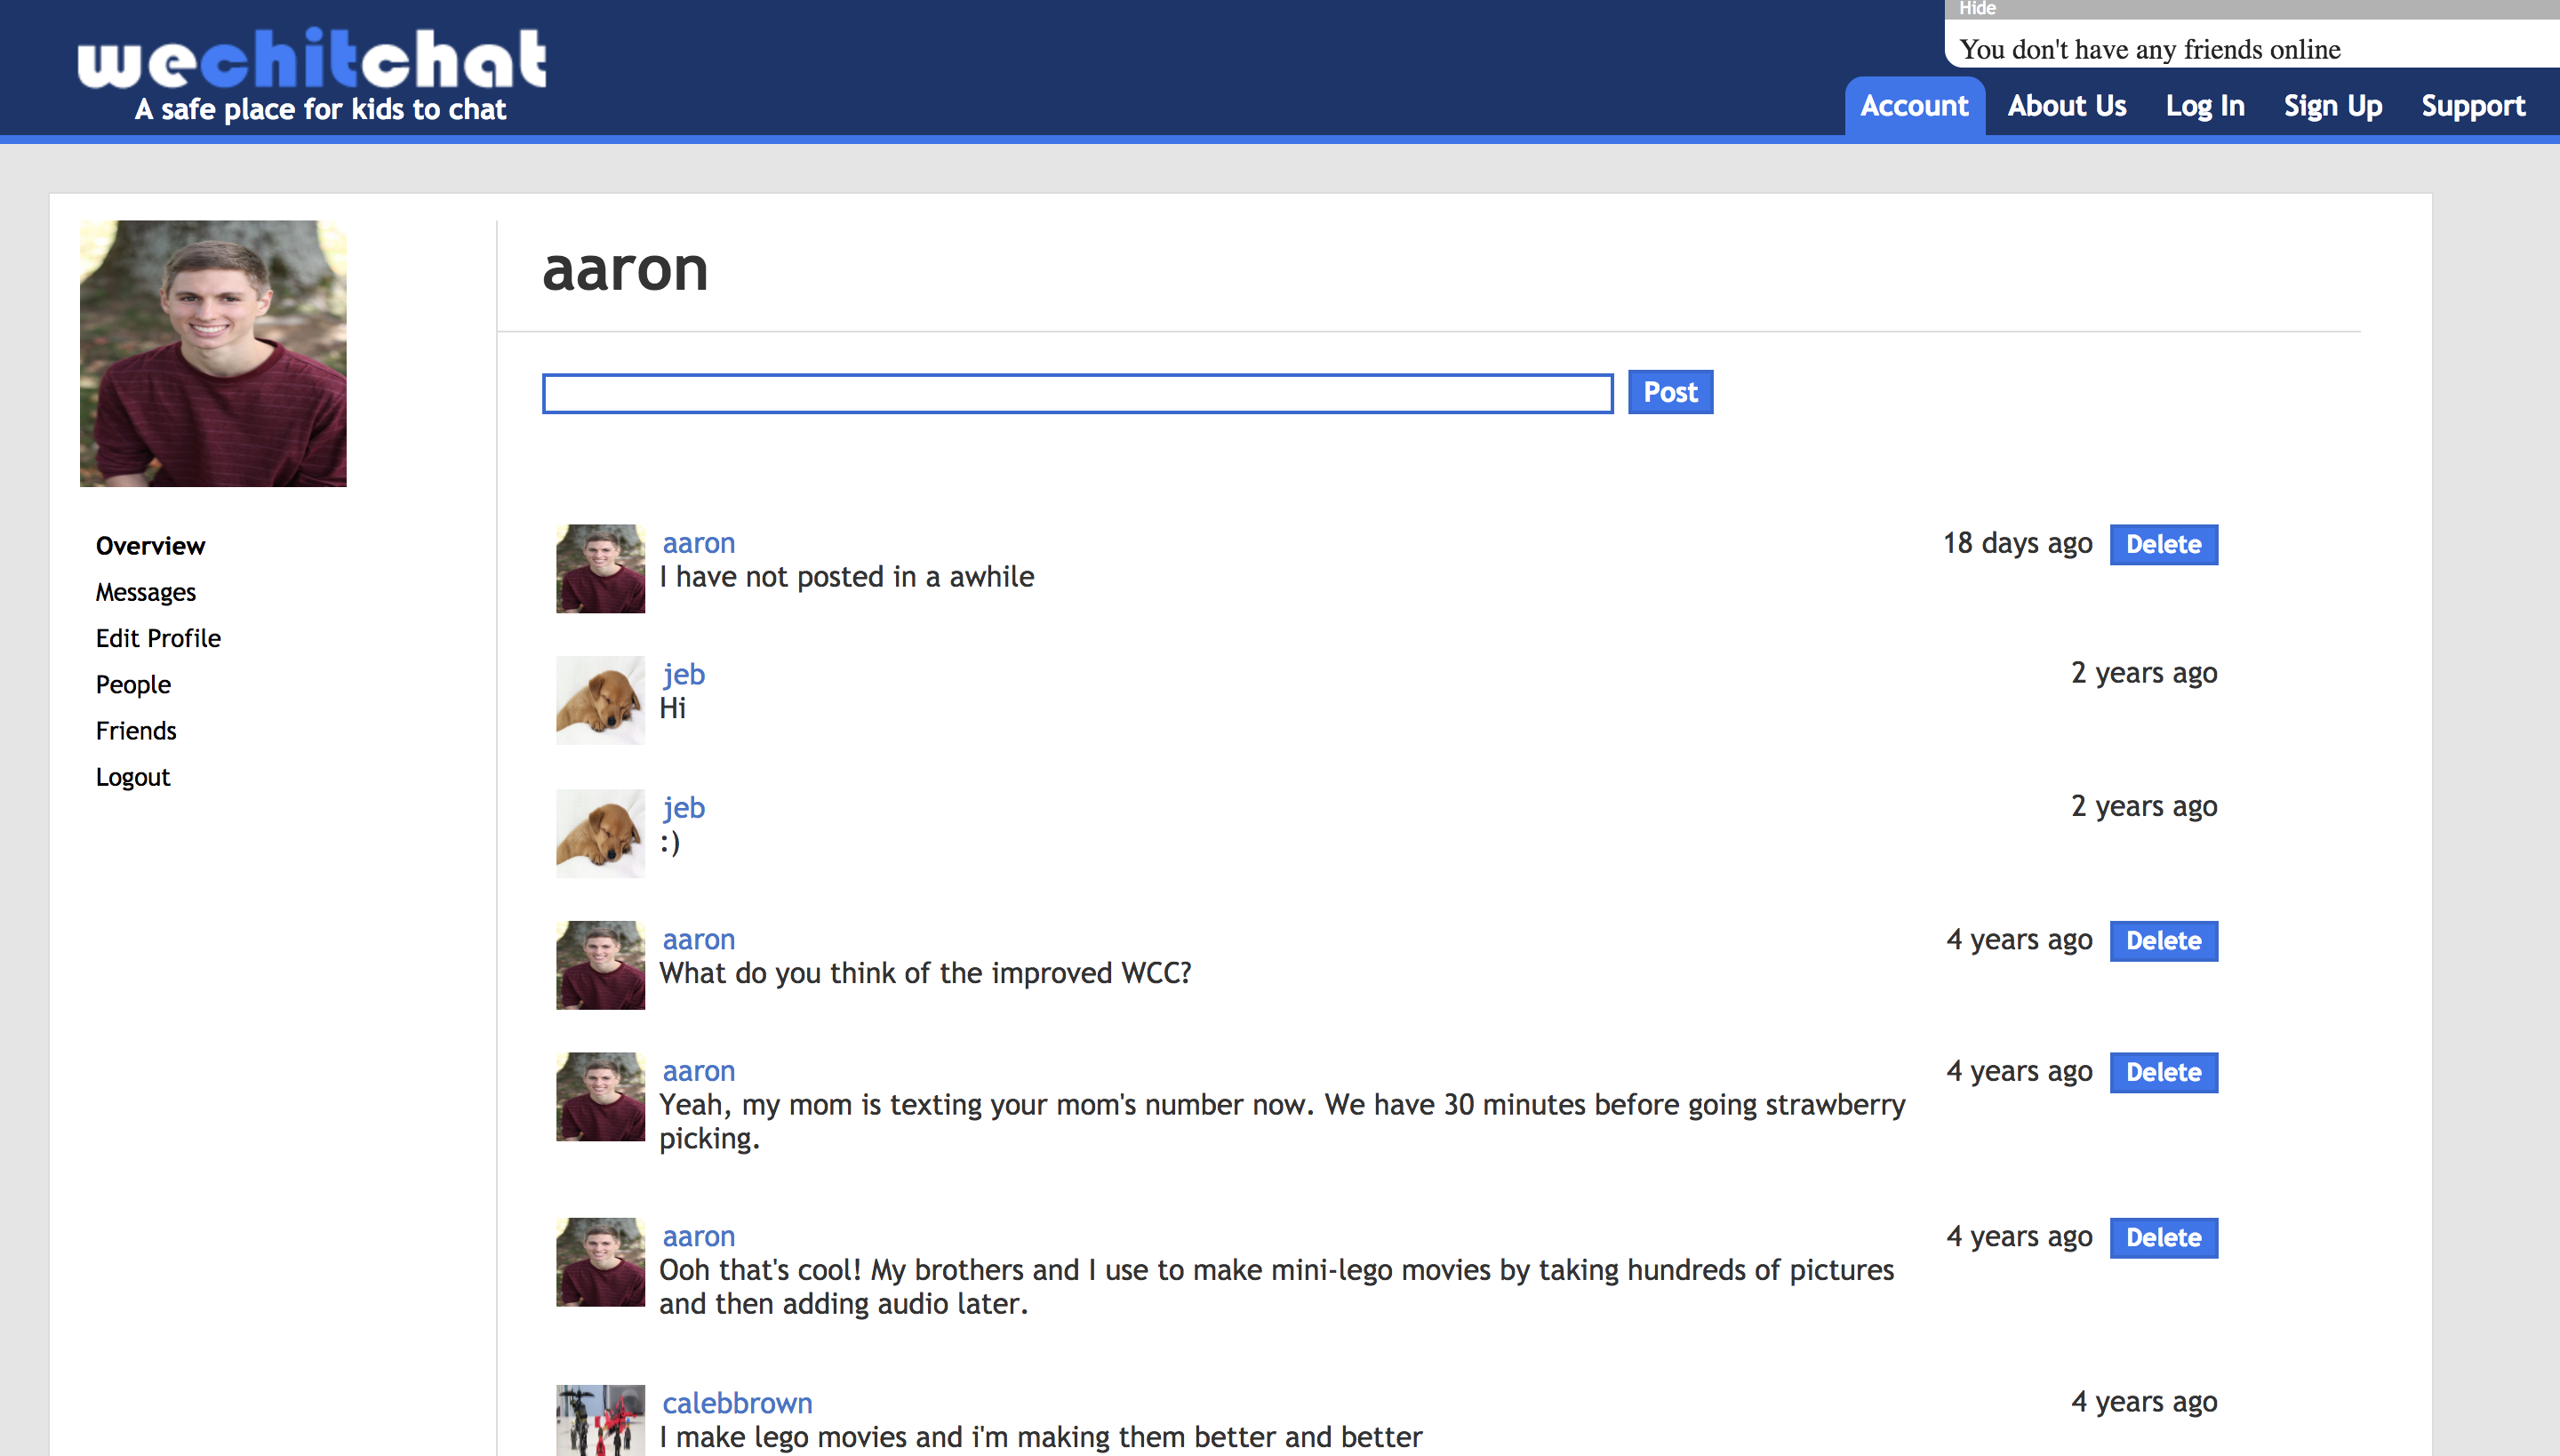 Hide
You don't have any friends online
wechitchat
A safe place for kids to chat
Account About Us Log In Sign Up Support
aaron
Post
Overview
Messages
Edit Profile
People
Friends
Logout
aaron 18 days ago Delete
I have not posted in a awhile
jeb 2 years ago
Hi
jeb 2 years ago
:)
aaron 4 years ago Delete
What do you think of the improved WCC?
aaron 4 years ago Delete
Yeah, my mom is texting your mom's number now. We have 30 minutes before going strawberry
picking.
aaron 4 years ago Delete
Ooh that's cool! My brothers and I use to make mini-lego movies by taking hundreds of pictures
and then adding audio later.
calebbrown 4 years ago
I make lego movies and i'm making them better and better